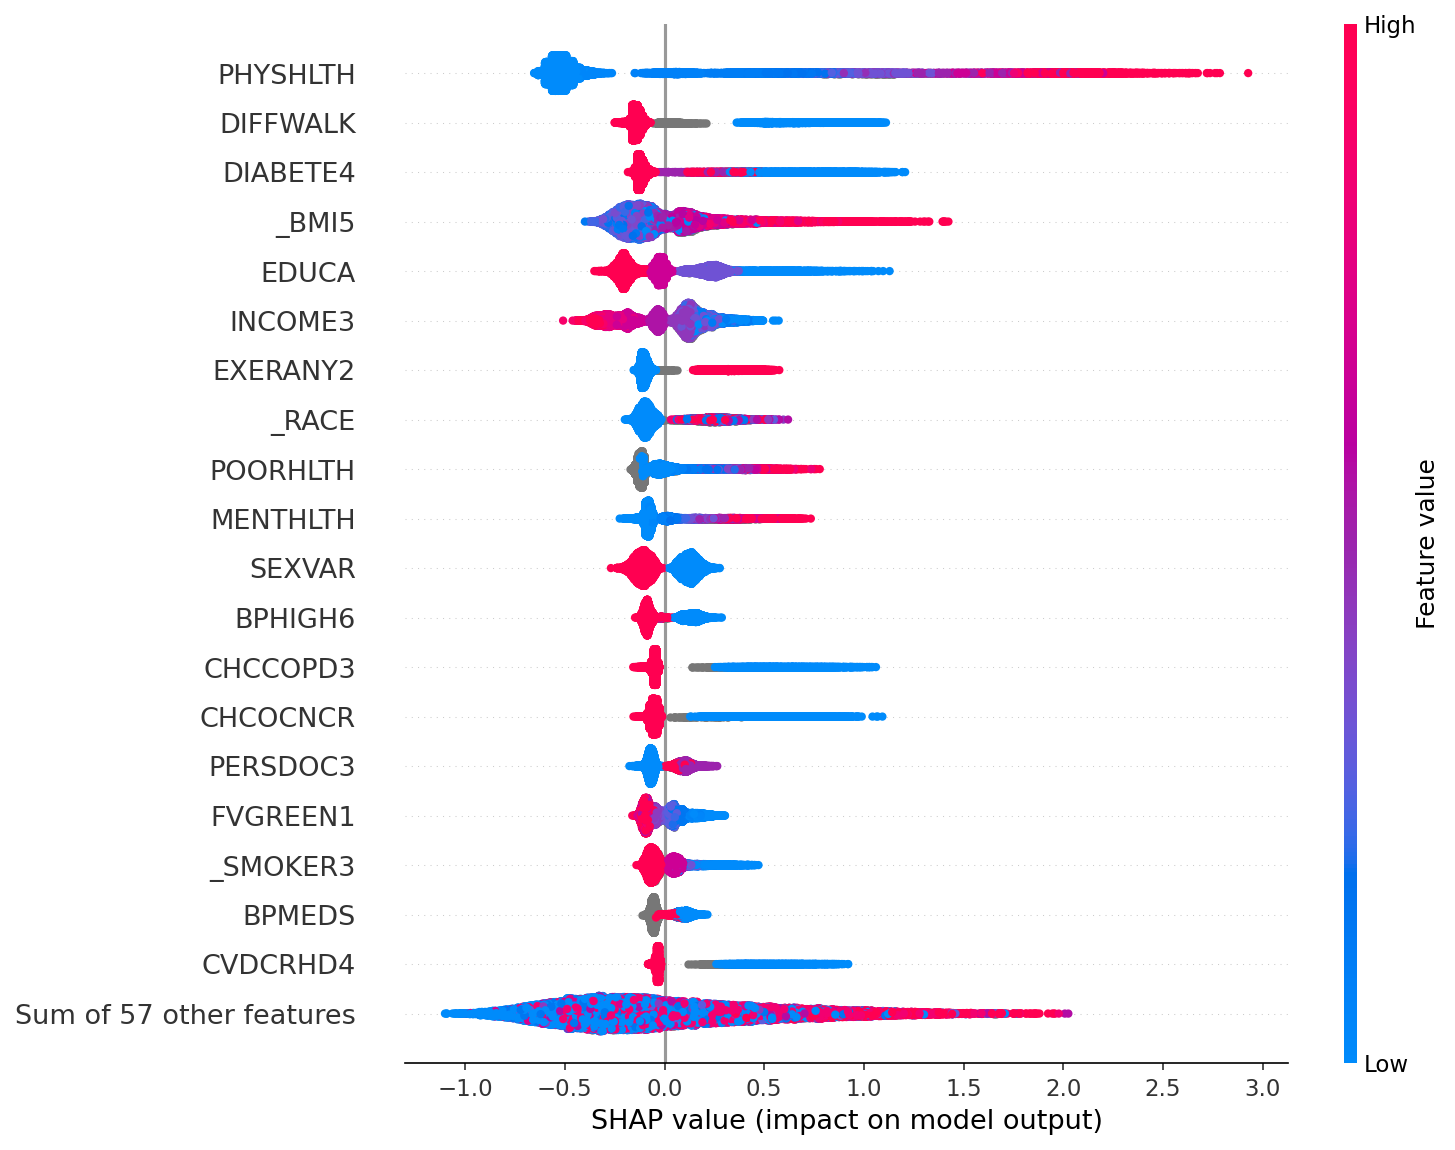 High
PHYSHLTH
DIFFWALK
DIABETE4
_BMI5
EDUCA
INCOME3
EXERANY2
_RACE
POORHLTH
MENTHLTH
SEXVAR
BPHIGH6
CHCCOPD3
CHCOCNCR
PERSDOC3
FVGREEN1
_SMOKER3
BPMEDS
CVDCRHD4
Sum of 57 other features
Feature value
Low
−1.0 −0.5 0.0 0.5 1.0 1.5 2.0 2.5 3.0
SHAP value (impact on model output)